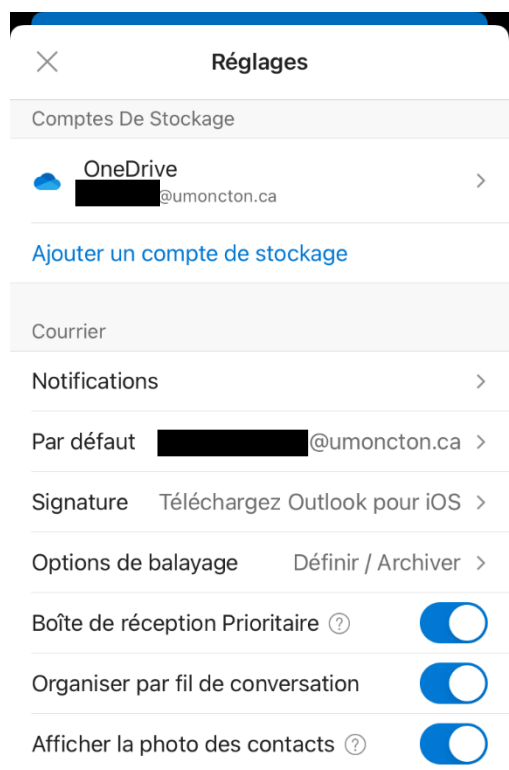 Réglages
Comptes De Stockage
OneDrive
@umoncton.ca
Ajouter un compte de stockage
Courrier
Notifications
Par défaut @umoncton.ca
Signature Téléchargez Outlook pour iOS
Options de balayage Définir / Archiver
Boîte de réception Prioritaire ?
Organiser par fil de conversation
Afficher la photo des contacts ?